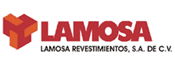 LAMOSA
LAMOSA REVESTIMIENTOS, S.A. DE C.V.